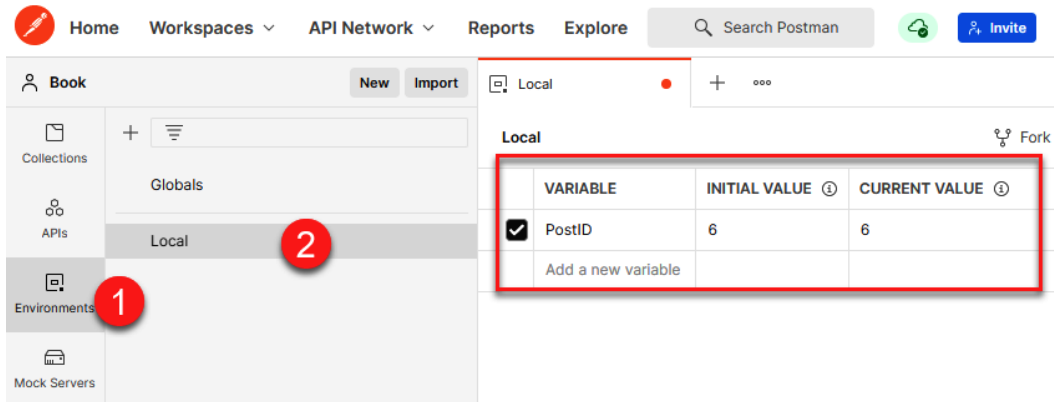 Home Workspaces API Network Reports Explore Search Postman Invite
Book New Import Local
Collections
Local Fork
Globals
VARIABLE INITIAL VALUE CURRENT VALUE
APIs
Local 2 PostID 6 6
Add a new variable
Environments 1
Mock Servers